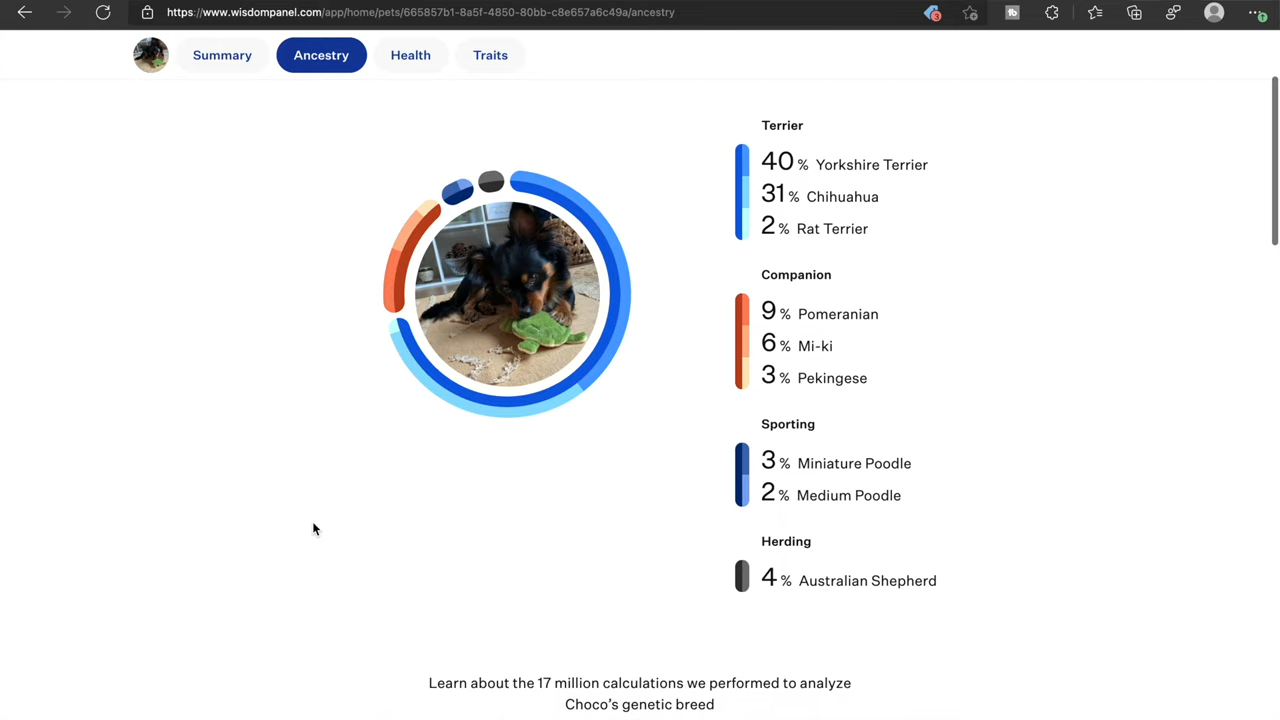 https://www.wisdompanel.com/app/home/pets/665857b1-8a5f-4850-80bb-c8e657a6c49a/ancestry
3
tb
Summary
Ancestry
Health
Traits
Terrier
40 % Yorkshire Terrier
31 % Chihuahua
2 % Rat Terrier
Companion
9 % Pomeranian
6 % Mi-ki
3 % Pekingese
Sporting
3 % Miniature Poodle
2 % Medium Poodle
Herding
4 % Australian Shepherd
Learn about the 17 million calculations we performed to analyze
Choco’s genetic breed